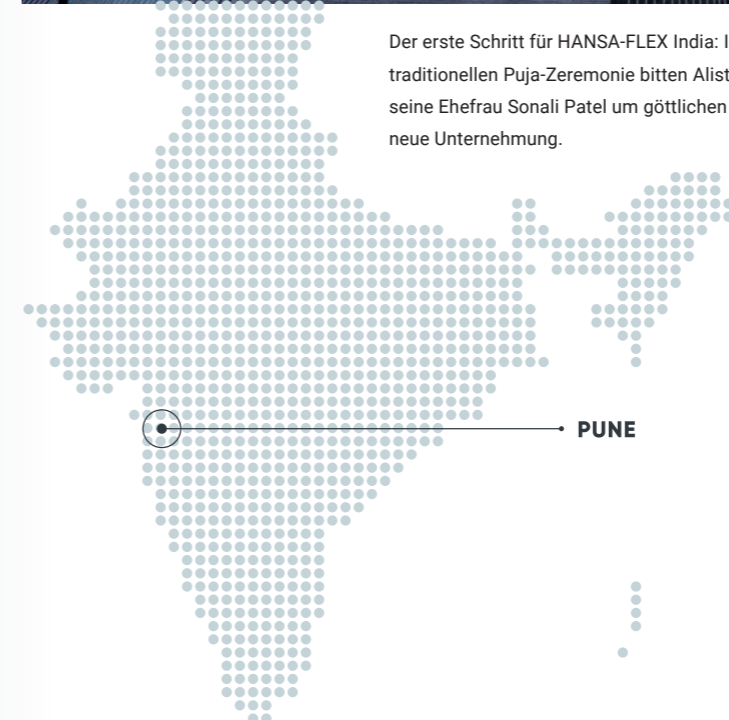 Der erste Schritt für HANSA-FLEX India:
traditionellen Puja-Zeremonie bitten
seine Ehefrau Sonali Patel um göttlichen
neue Unternehmung.
PUNE